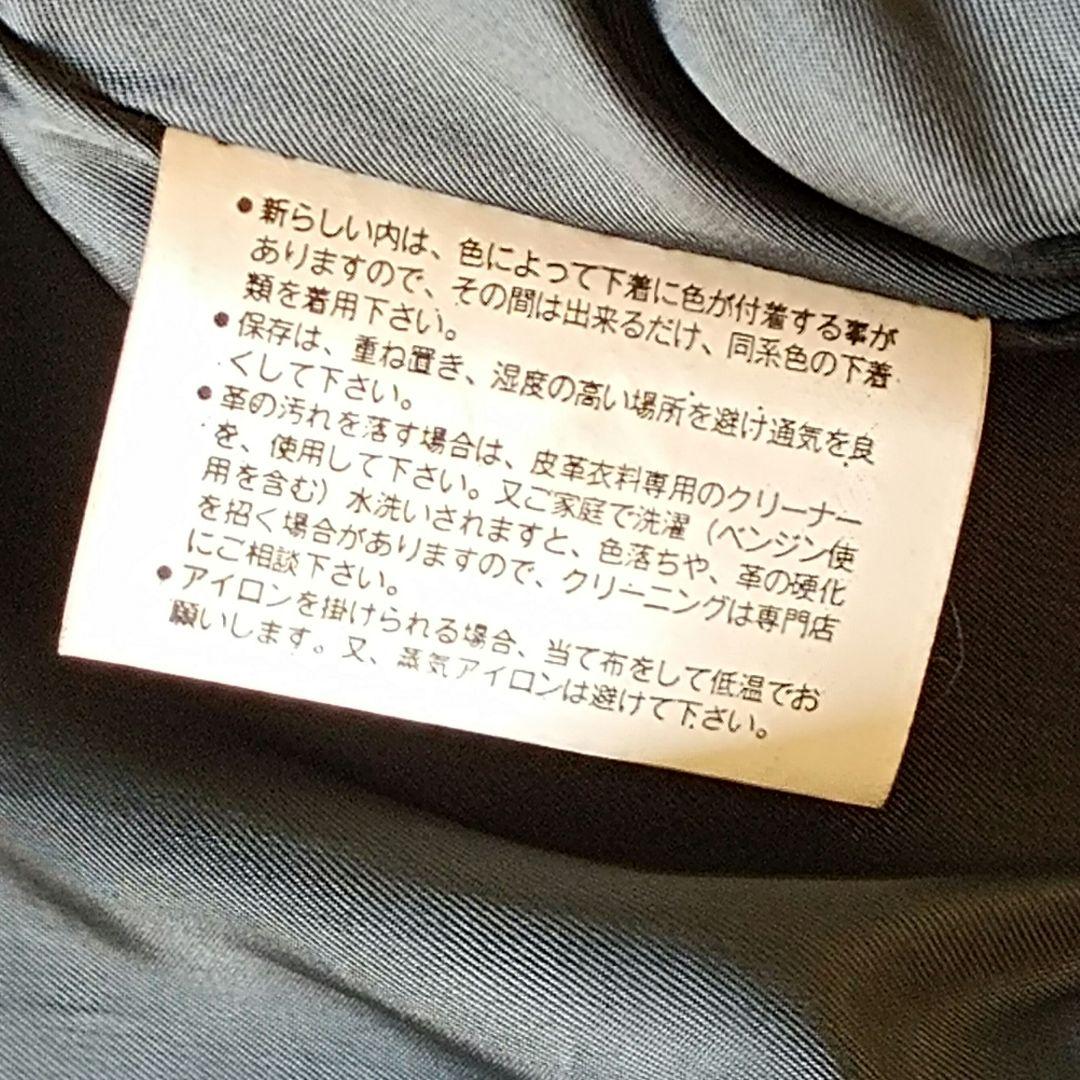 ●新らしい内は、色によって下着に色が付着する事が
ありますので、その間は出来るだけ、同系色の下着
類を着用下さい。
●保存は、重ね置き、湿度の高い場所を避け通気を良
くして下さい。
●革の汚れを落す場合は、皮革衣料専用のクリーナー
を、使用して下さい。又ご家庭で洗濯（ベンジン使
用を含む）水洗いされますと、色落ちや、革の硬化
を招く場合がありますので、クリーニングは専門店
にご相談下さい。
●アイロンを掛けられる場合、当て布をして低温でお
願いします。又、蒸気アイロンは避けて下さい。